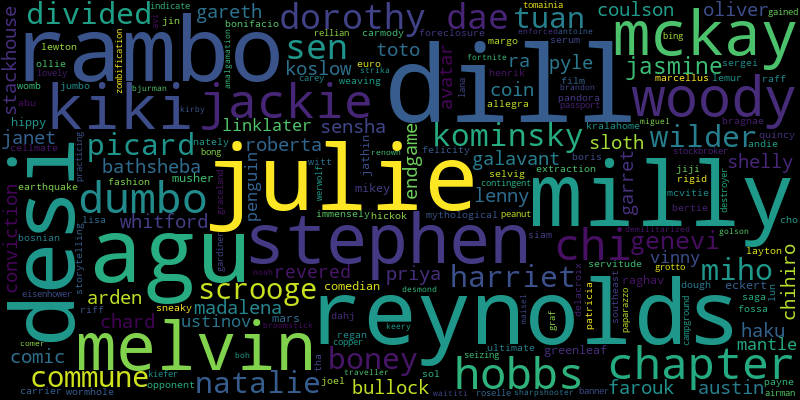 divided gareth dorothy dae tuan coulson oliver mckay
stackhouse rambo sen toto koslow ra pyle avatar jasmine
lewton ollie carmody foreclosure bonifacio jin indicate rellian
tomainia margo allegra serum euro weaving carey strika
womb jumbo lovely abu bjurman zombification amalgamation
kiki jackie dill coin woody
henrik pandora film brandon passport fortnite lana antoine enforced
sergei marcellus lemur raff bing gained
hippy janet picard linklater sensha endgame kominsky wilder
celimate practicing nately bong kirby renown
roberta jathin galavant sloth shelly
miguel kralahome bragnae quincy andie stockbroker
bathsheba musher fashion earthquake
desi dumbo julie penguin witt werewolf mikey lenny felicity boris selvig extraction contingent milly
garret jiji rigid mcvitie bertie destroyer
conviction bosnian lisa whitford graceland gardiner
agu stephen immensely hickok mythological peanut siam
chi genevi demilitarized golson cho
storytelling arden scrooge revered priya harriet
vinny miho layton grotto chihiro
eisenhower riff sneaky madalena ustinov noah comedian
servitude raghav southeast dough eckert saga lun fossa
chard mars broomstick dahj desmond reynolds
delacroix patricia paparazzo campground haku mantle
comer comic melvin boh regan copper keery
graf maisel greenleaf chapter
commune kiefer opponent natalie tha boney seizing ultimate hobbs
carrier wormhole joel bullock traveller sol
waititi roselle sharpshooter banner farouk austin payne airman